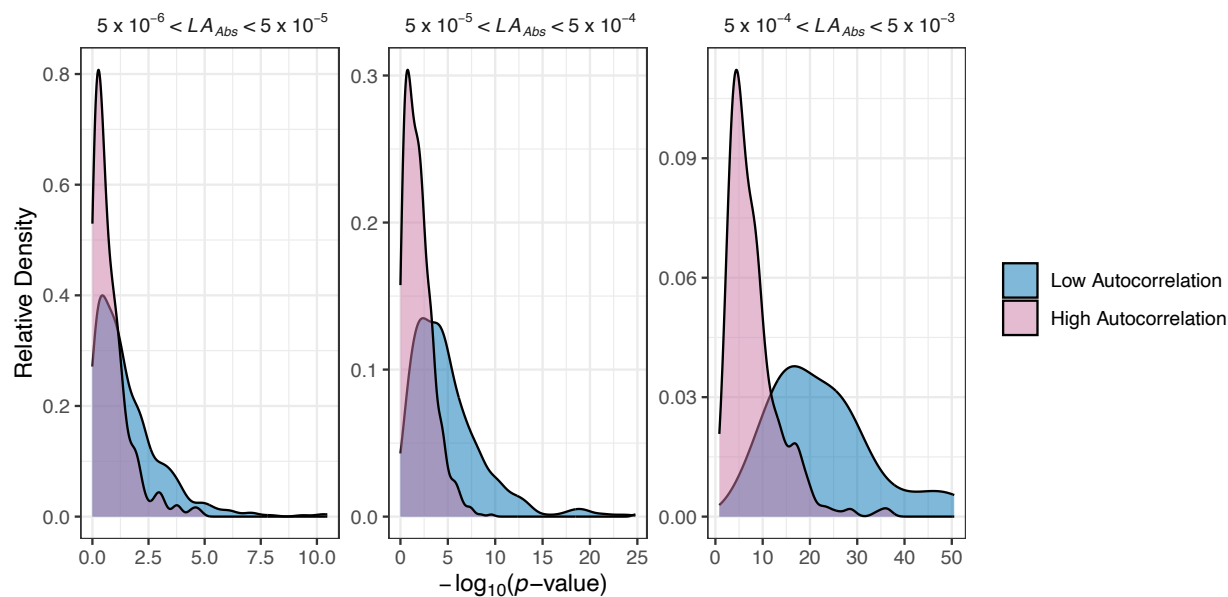 5 x 10⁻⁶ < LA_Abs < 5 x 10⁻⁵
5 x 10⁻⁵ < LA_Abs < 5 x 10⁻⁴
5 x 10⁻⁴ < LA_Abs < 5 x 10⁻³
Relative Density
0.8
0.6
0.4
0.2
0.0
0.3
0.2
0.1
0.0
0.09
0.06
0.03
0.00
0.0 2.5 5.0 7.5 10.0
0 5 10 15 20 25
0 10 20 30 40 50
−log₁₀(p−value)
Low Autocorrelation
High Autocorrelation